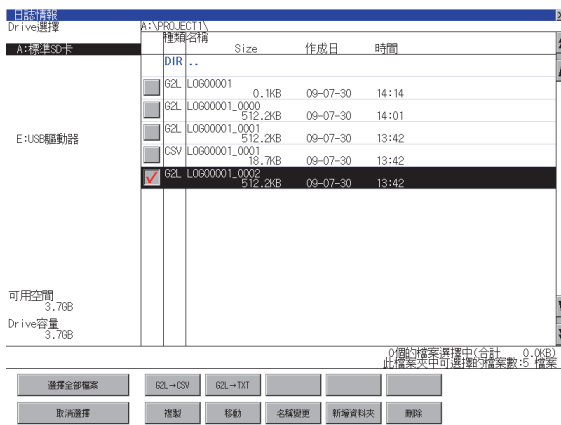 日誌情報
Drive選擇 A:\PROJECT1\
種類 名稱
Size 作成日 時間
A:標準SD卡
DIR ..
G2L LOG00001
0.1KB 09-07-30 14:14
G2L LOG00001_0000
512.2KB 09-07-30 14:01
G2L LOG00001_0001
E:USB驅動器 512.2KB 09-07-30 13:42
CSV LOG00001_0001
18.7KB 09-07-30 13:42
G2L LOG00001_0002
512.2KB 09-07-30 13:42
可用空間
3.7GB
Drive容量
3.7GB
0個的檔案選擇中(合計 0.0KB)
此檔案夾中可選擇的檔案數:5 檔案
選擇全部檔案 G2L→CSV G2L→TXT
取消選擇 複製 移動 名稱變更 新增資料夾 刪除